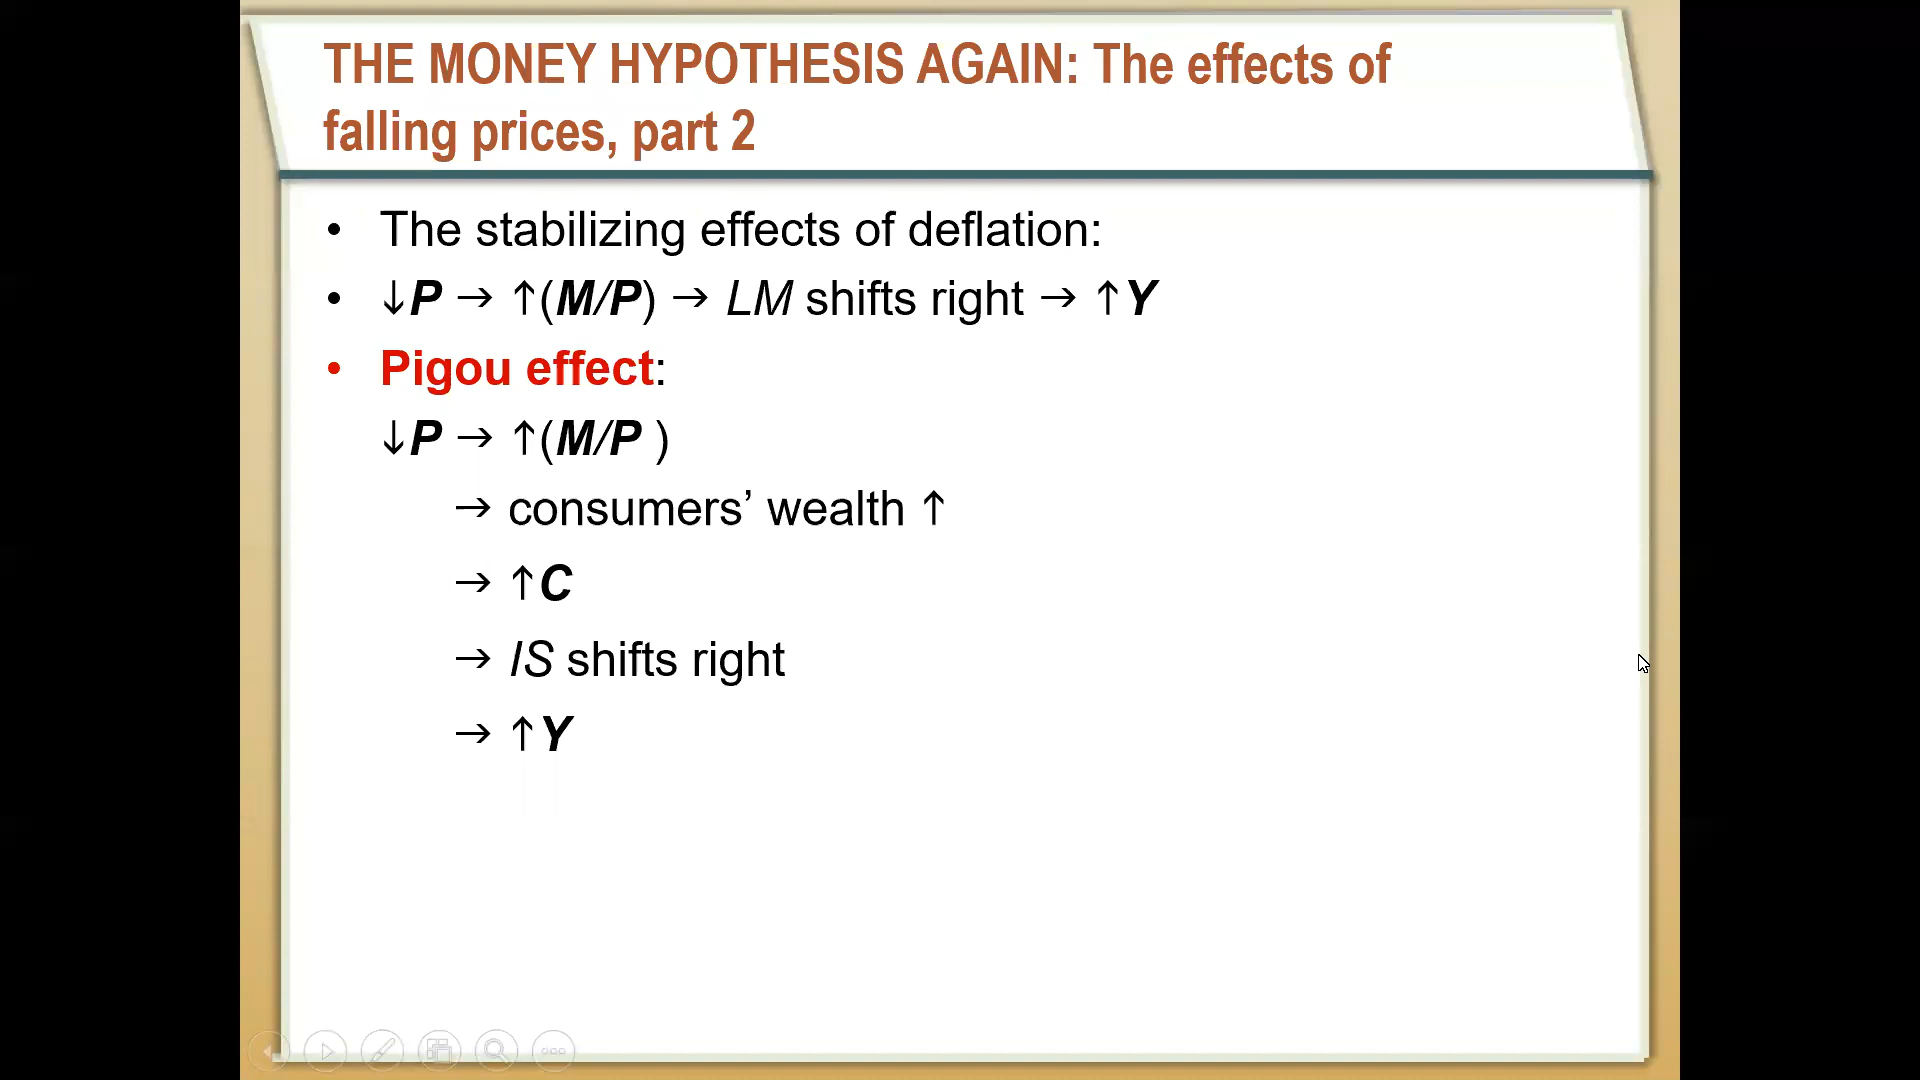 THE MONEY HYPOTHESIS AGAIN: The effects of
falling prices, part 2
• The stabilizing effects of deflation:
• ↓P → ↑(M/P) → LM shifts right → ↑Y
• Pigou effect:
↓P → ↑(M/P )
→ consumers’ wealth ↑
→ ↑C
→ IS shifts right
→ ↑Y